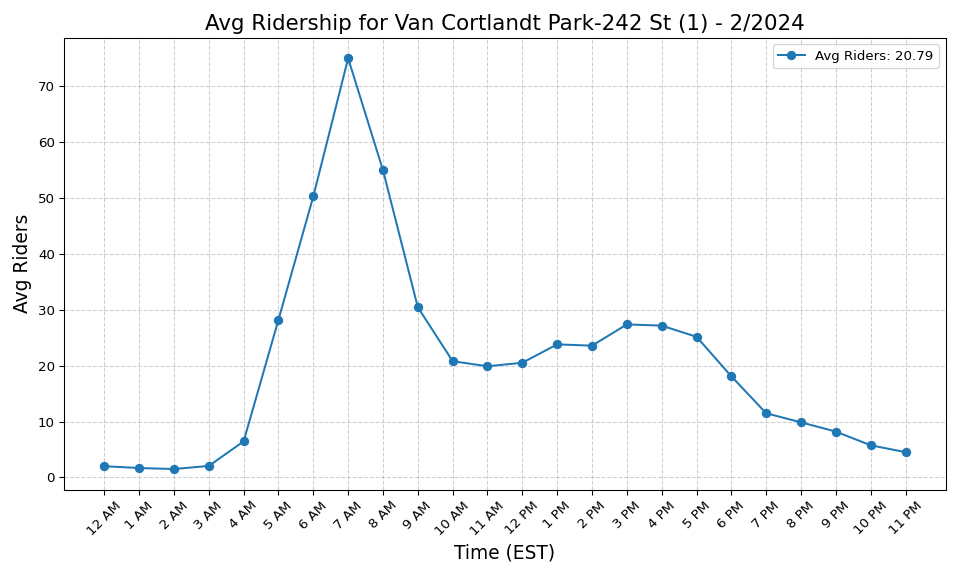 Avg Ridership for Van Cortlandt Park-242 St (1) - 2/2024
Avg Riders: 20.79
Avg Riders
70
60
50
40
30
20
10
0
12 AM
1 AM
2 AM
3 AM
4 AM
5 AM
6 AM
7 AM
8 AM
9 AM
10 AM
11 AM
12 PM
1 PM
2 PM
3 PM
4 PM
5 PM
6 PM
7 PM
8 PM
9 PM
10 PM
11 PM
Time (EST)